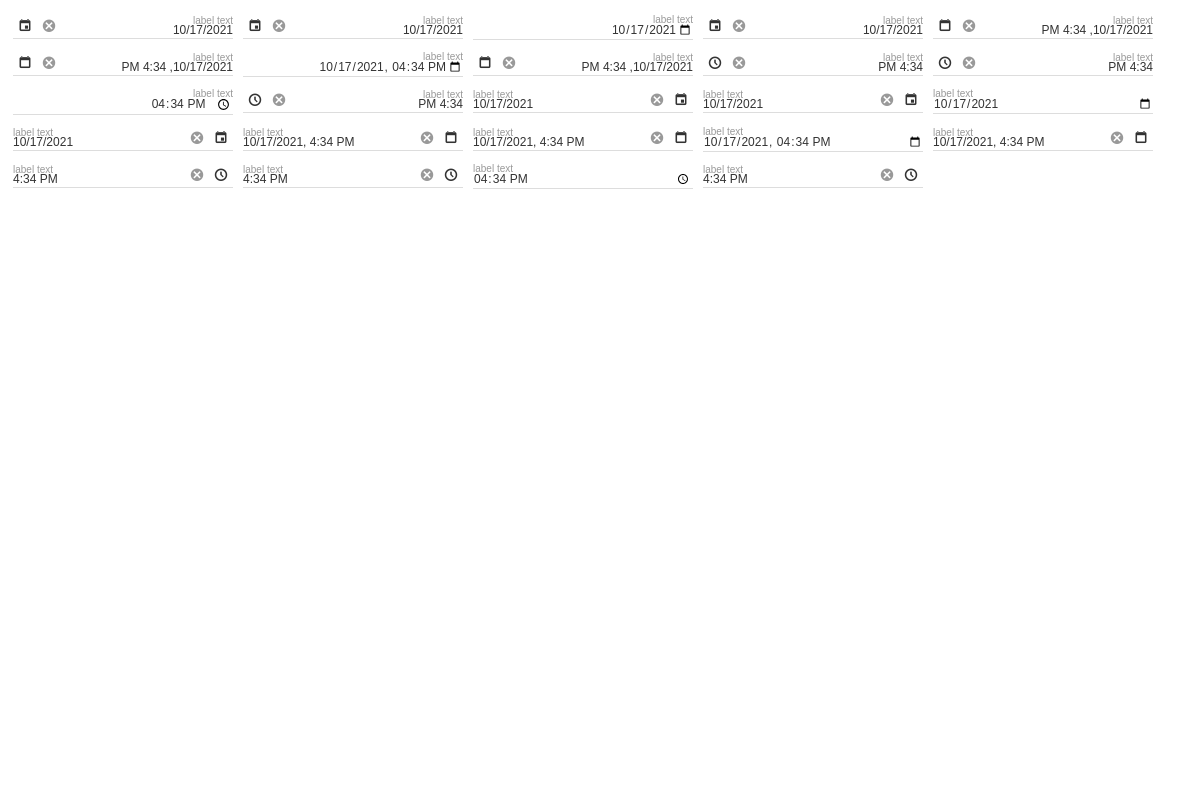 label text
10/17/2021
label text
10/17/2021
label text
10/17/2021
label text
10/17/2021
label text
PM 4:34 ,10/17/2021
label text
PM 4:34 ,10/17/2021
label text
10/17/2021, 04:34 PM
label text
PM 4:34 ,10/17/2021
label text
PM 4:34
label text
PM 4:34
label text
04:34 PM
label text
PM 4:34
label text
10/17/2021
label text
10/17/2021
label text
10/17/2021
label text
10/17/2021
label text
10/17/2021, 4:34 PM
label text
10/17/2021, 4:34 PM
label text
10/17/2021, 04:34 PM
label text
10/17/2021, 4:34 PM
label text
4:34 PM
label text
4:34 PM
label text
04:34 PM
label text
4:34 PM